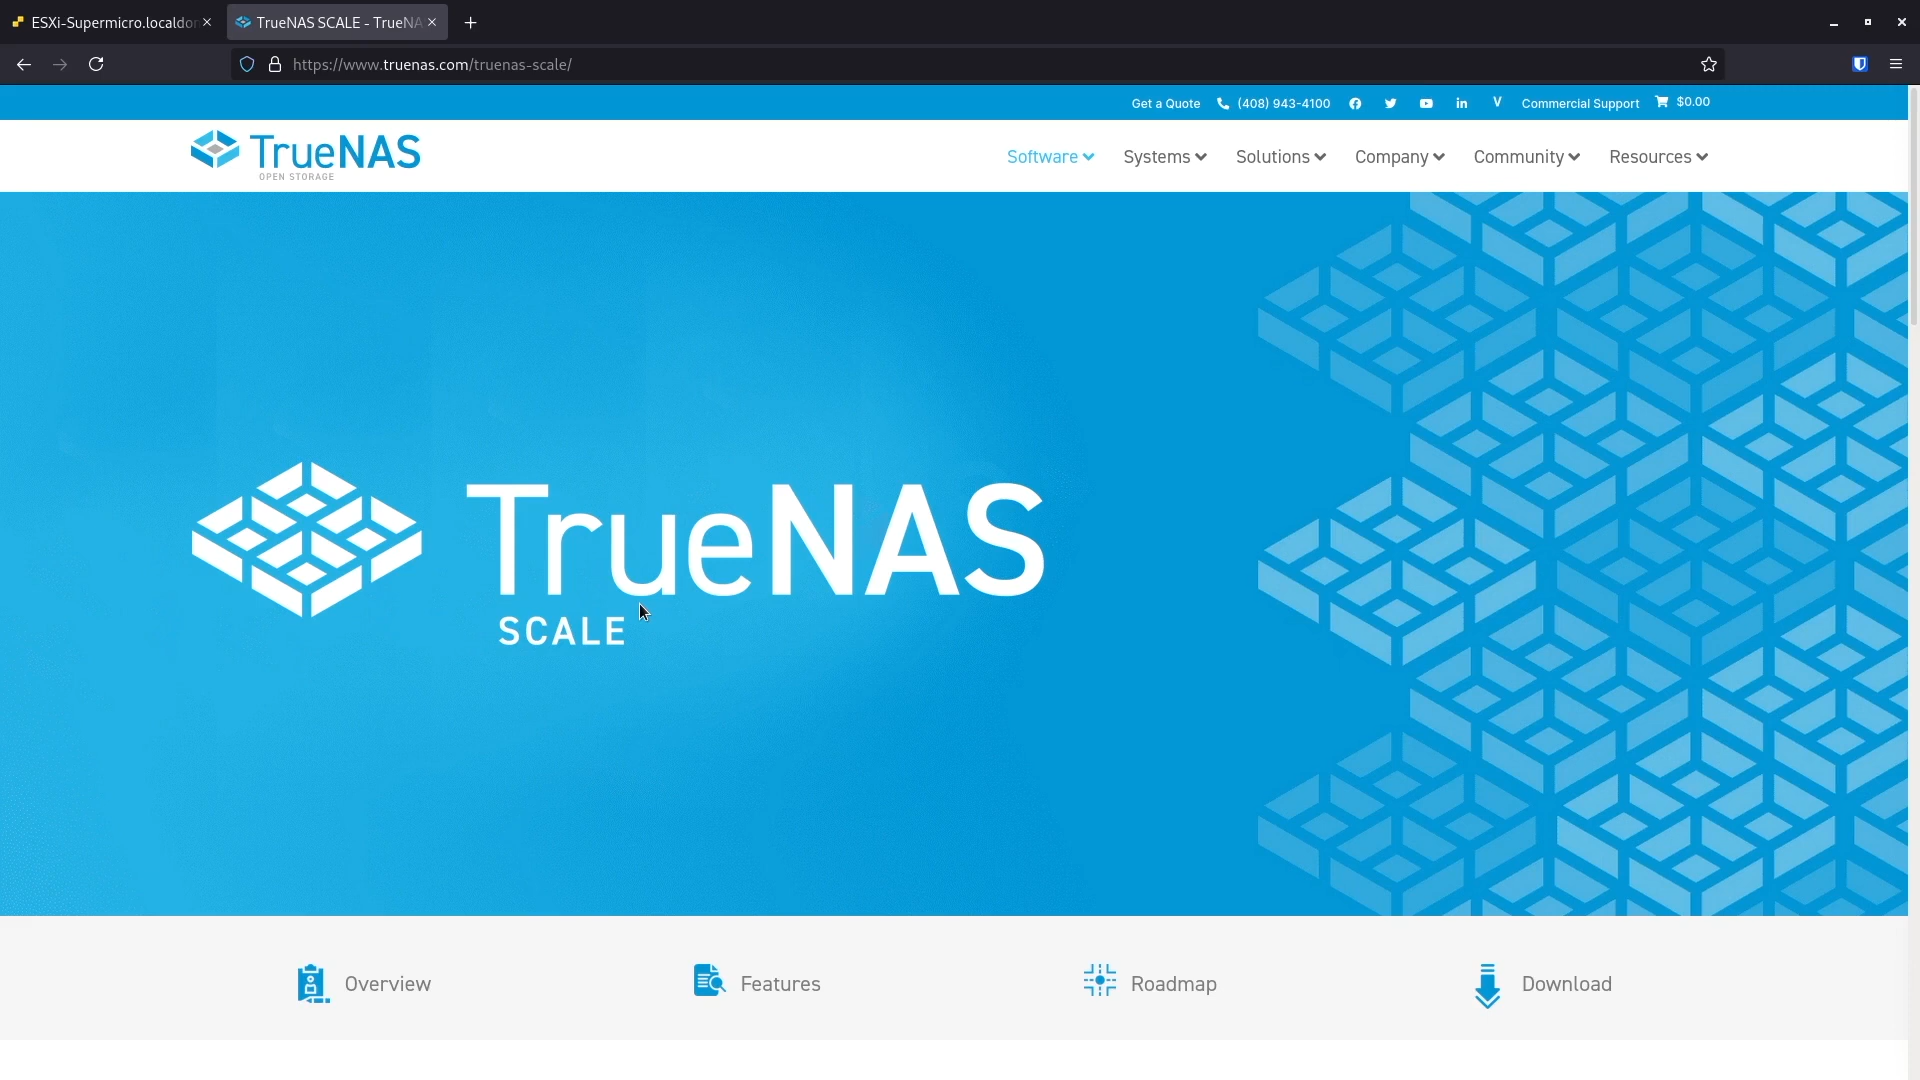 ESXi-Supermicro.localdo
TrueNAS SCALE - TrueNA
https://www.truenas.com/truenas-scale/
Get a Quote (408) 943-4100 Commercial Support $0.00
TrueNAS
OPEN STORAGE
Software Systems Solutions Company Community Resources
TrueNAS
SCALE
Overview Features Roadmap Download